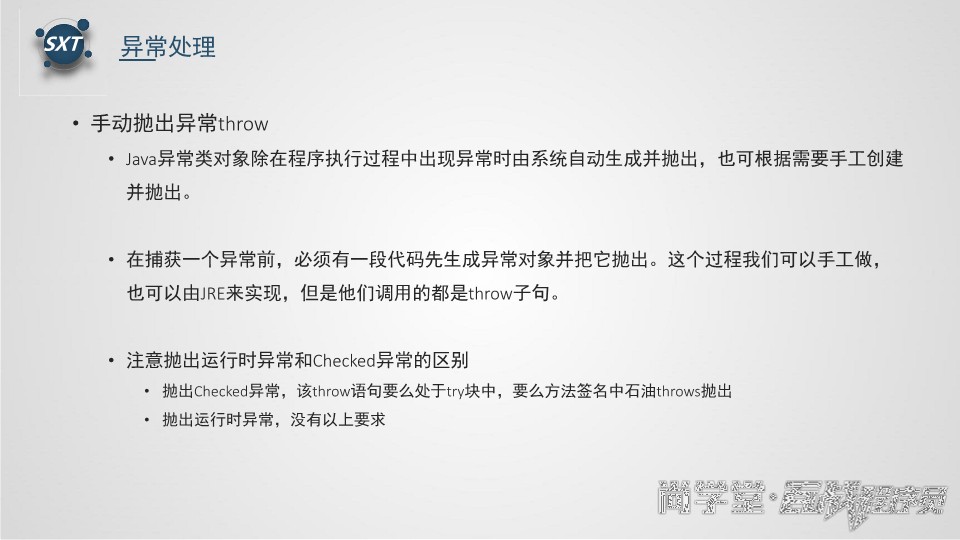 SXT
异常处理
• 手动抛出异常throw
• Java异常类对象除在程序执行过程中出现异常时由系统自动生成并抛出，也可根据需要手工创建
并抛出。
• 在捕获一个异常前，必须有一段代码先生成异常对象并把它抛出。这个过程我们可以手工做，
也可以由JRE来实现，但是他们调用的都是throw子句。
• 注意抛出运行时异常和Checked异常的区别
• 抛出Checked异常，该throw语句要么处于try块中，要么方法签名中石油throws抛出
• 抛出运行时异常，没有以上要求
尚学堂·百战程序员